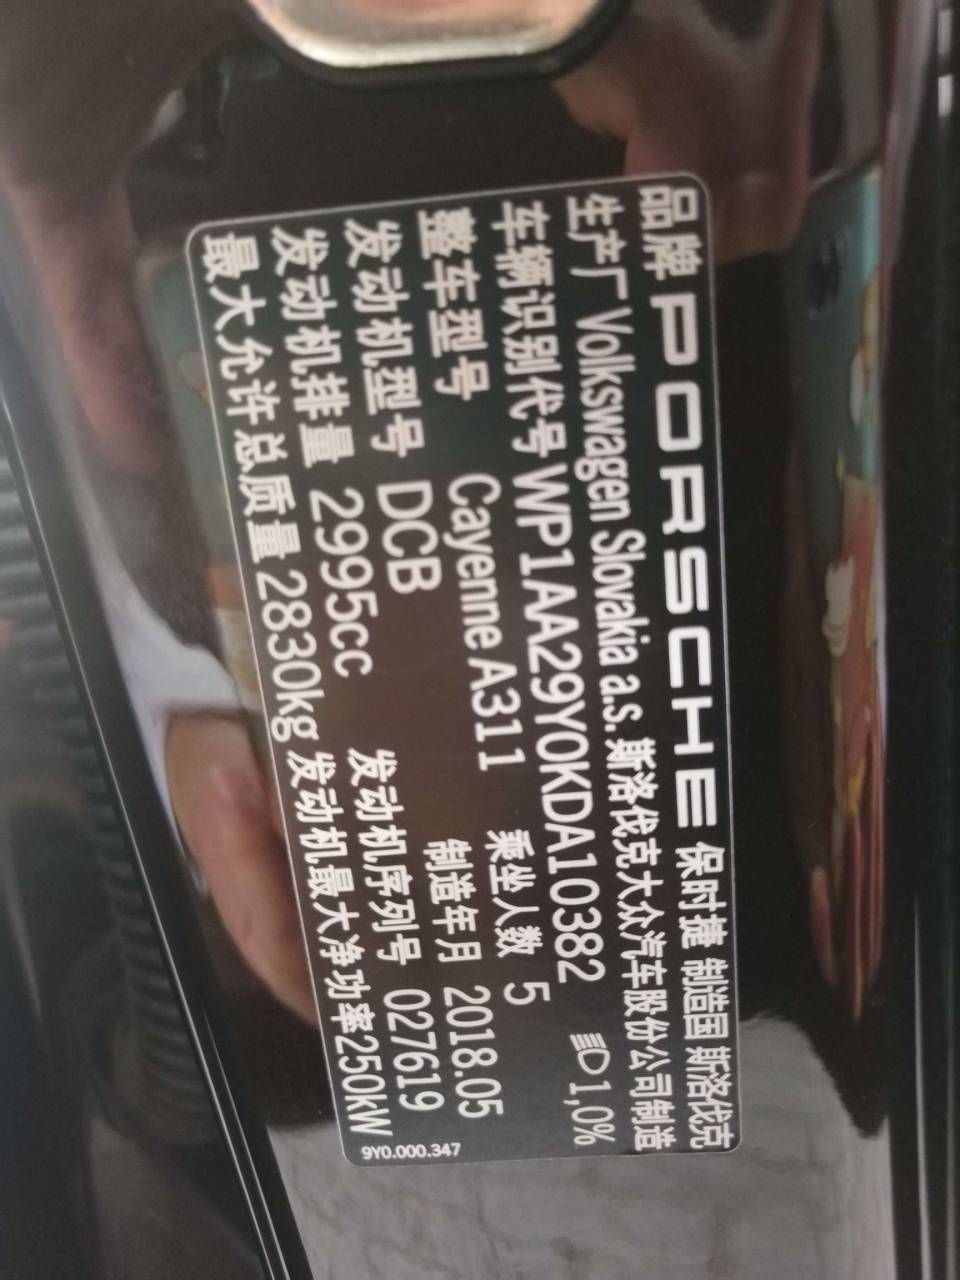 品牌 PORSCHE 保时捷 制造国 斯洛伐克
生产厂 Volkswagen Slovakia a.s. 斯洛伐克大众汽车股份公司制造
车辆识别代号 WP1AA29Y0KDA10382 1,0%
整车型号 Cayenne A311 乘坐人数 5
发动机型号 DCB 制造年月 2018.05
发动机排量 2995cc 发动机序列号 027619
最大允许总质量 2830kg 发动机最大净功率250kW
9Y0.000.347